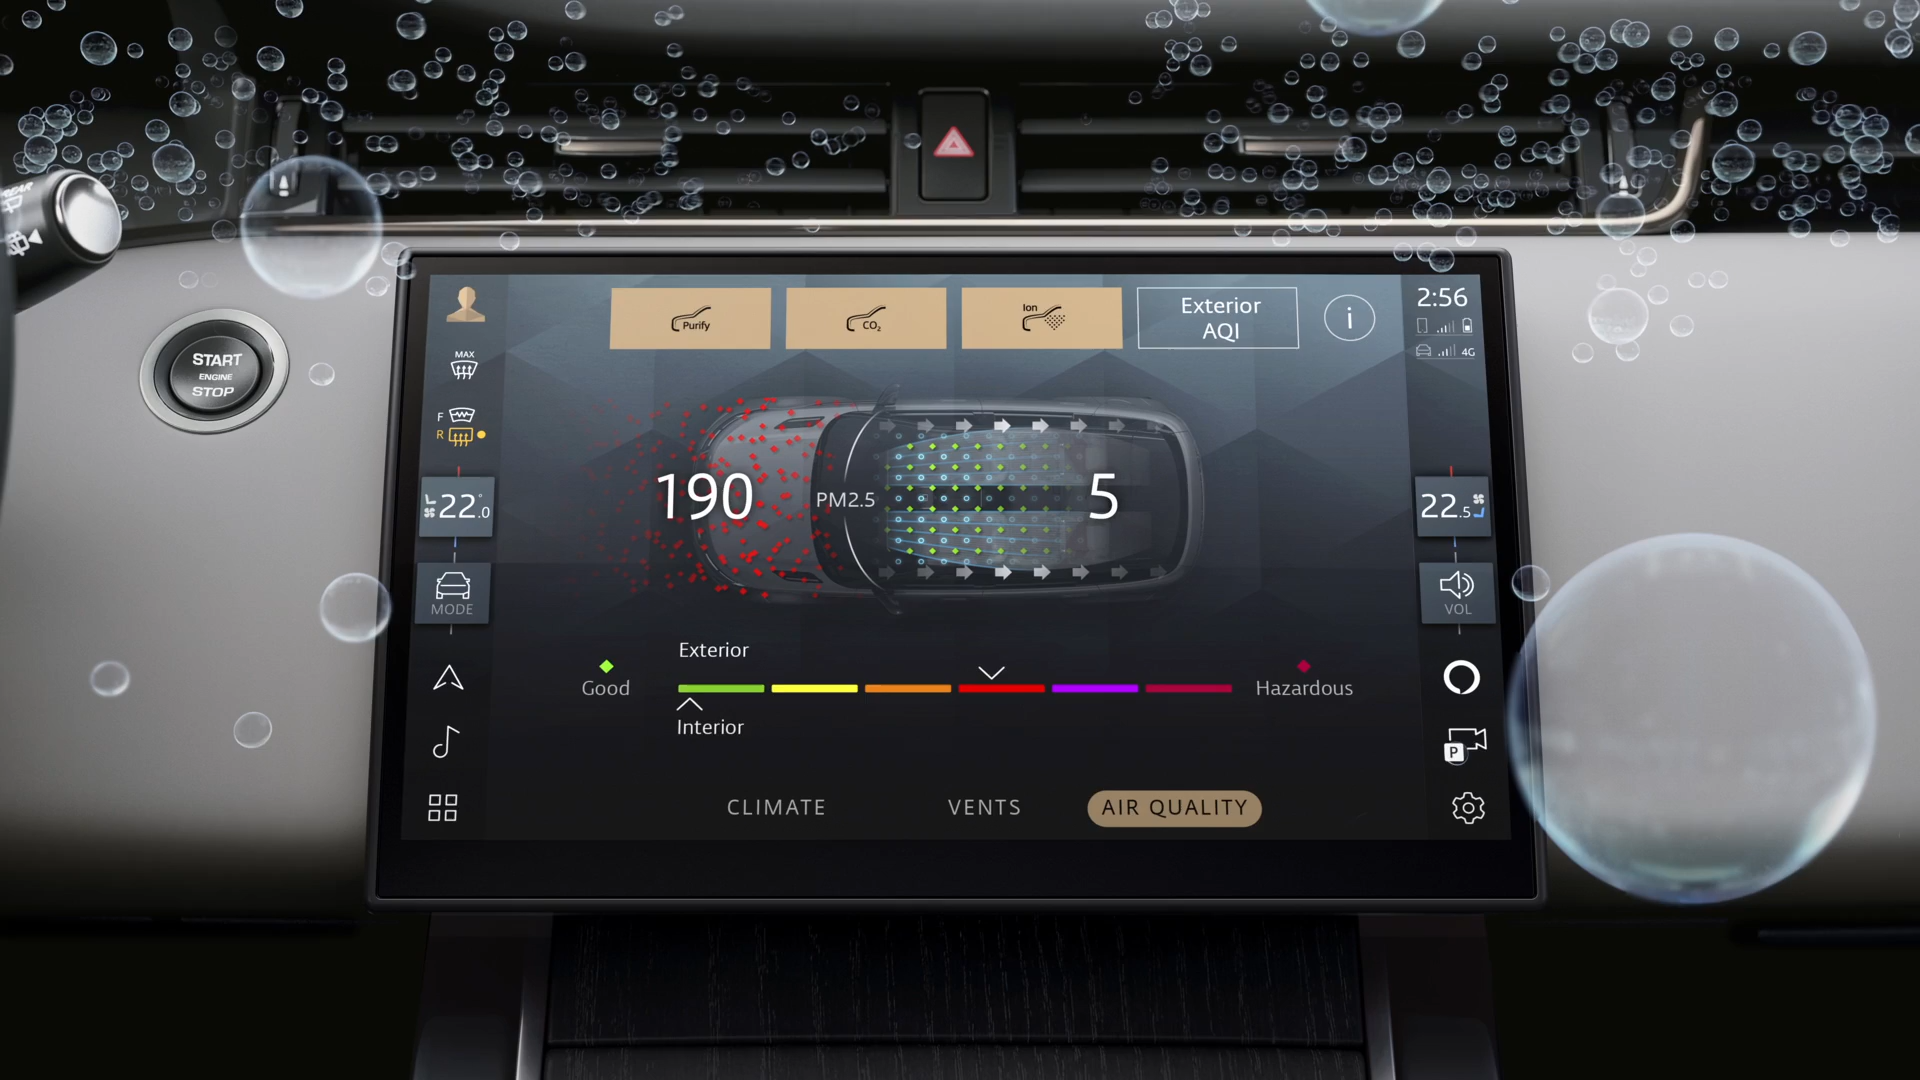 REAR
START
ENGINE
STOP
MAX
F
R
22.0
MODE
Purify
CO₂
Ion
Exterior
AQI
i
2:56
4G
190
PM2.5
5
22.5
VOL
Exterior
Good
Hazardous
Interior
P
CLIMATE
VENTS
AIR QUALITY